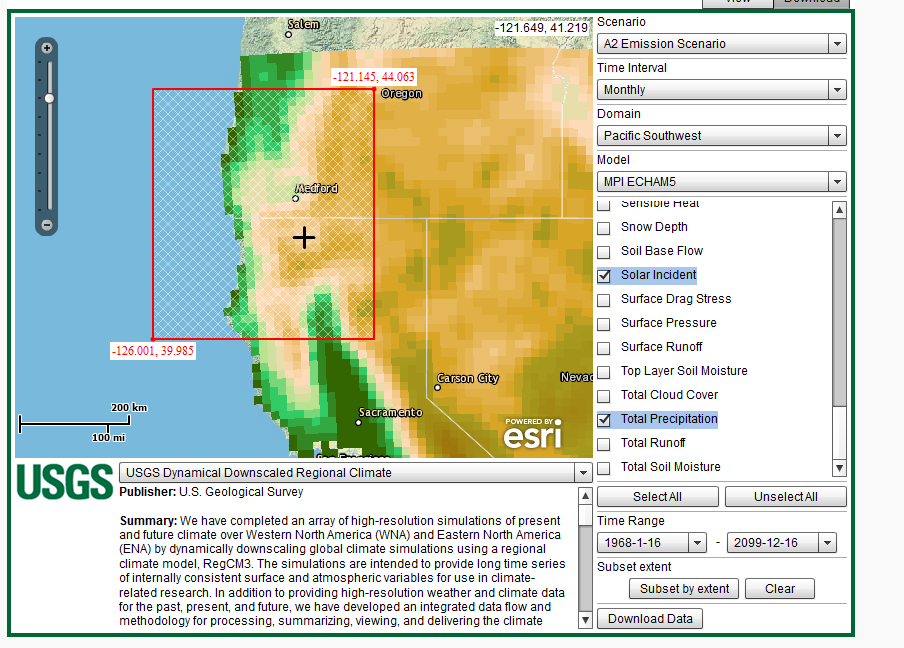 View
Download
Salem
-121.649, 41.219
-121.145, 44.063
Oregon
Medford
-126.001, 39.985
Carson City
Nevad
200 km
100 mi
Sacramento
San Francisco
POWERED BY
esri
Scenario
A2 Emission Scenario
Time Interval
Monthly
Domain
Pacific Southwest
Model
MPI ECHAM5
Sensible Heat
Snow Depth
Soil Base Flow
Solar Incident
Surface Drag Stress
Surface Pressure
Surface Runoff
Top Layer Soil Moisture
Total Cloud Cover
Total Precipitation
Total Runoff
Total Soil Moisture
Select All
Unselect All
Time Range
1968-1-16 - 2099-12-16
Subset extent
Subset by extent
Clear
Download Data
USGS
USGS Dynamical Downscaled Regional Climate
Publisher: U.S. Geological Survey
Summary: We have completed an array of high-resolution simulations of present
and future climate over Western North America (WNA) and Eastern North America
(ENA) by dynamically downscaling global climate simulations using a regional
climate model, RegCM3. The simulations are intended to provide long time series
of internally consistent surface and atmospheric variables for use in climate-
related research. In addition to providing high-resolution weather and climate data
for the past, present, and future, we have developed an integrated data flow and
methodology for processing, summarizing, viewing, and delivering the climate